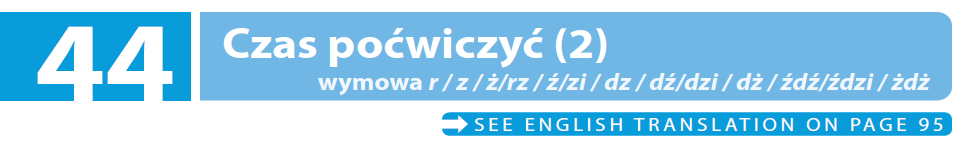 44
Czas poćwiczyć (2)
wymowa r / z / ż/rz / ź/zi / dz / dź/dzi / dż / źdź/ździ / żdż
SEE ENGLISH TRANSLATION ON PAGE 95